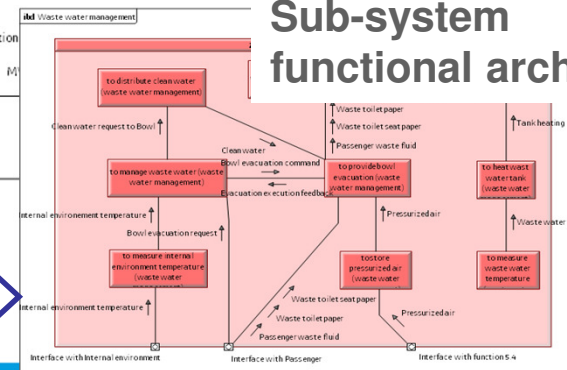 ibd Waste water management
Sub-system
functional arch
tion
to distribute clean water
(waste water management)
Waste toilet paper
Clean water request to Bowl
Waste toilet seat paper
Tank heating
Clean water
Passenger waste fluid
Bowl evacuation command
to manage waste water (waste
water management)
to provide bowl
evacuation (waste
water management)
to heat wast
water tank
(waste water
Evacuation execution feedback
Internal environement temperature
Pressurized air
Waste water
Bowl evacuation request
to measure internal
environment temperature
(waste water
to store
pressurized air
(waste water
to measure
waste water
temperature
Waste toilet seat paper
Internal environment temperature
Waste toilet paper
Pressurized air
Passenger waste fluid
Interface with Internal environment
Interface with Passenger
Interface with function 5.4